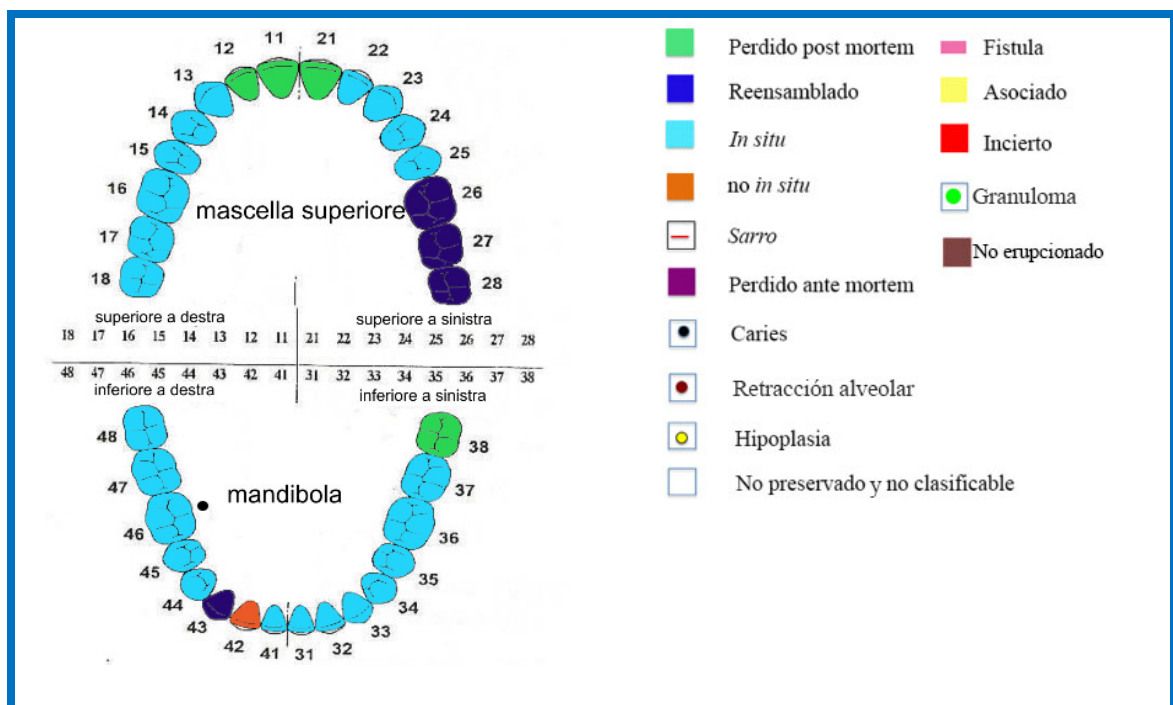 12 11 21 22
13 23
14 24
15 25
16 26
mascella superiore
17 27
18 28
superiore a destra superiore a sinistra
18 17 16 15 14 13 12 11 21 22 23 24 25 26 27 28
48 47 46 45 44 43 42 41 31 32 33 34 35 36 37 38
inferiore a destra inferiore a sinistra
48 38
47 37
mandibola
46 36
45 35
44 34
43 33
42 41 31 32
Perdido post mortem
Reensamblado
In situ
no in situ
Sarro
Perdido ante mortem
Caries
Retracción alveolar
Hipoplasia
No preservado y no clasificable
Fistula
Asociado
Incierto
Granuloma
No erupcionado